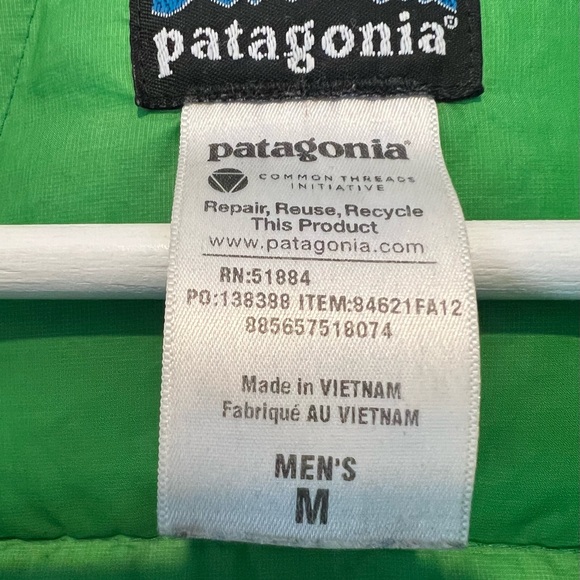 patagonia®
patagonia®
COMMON THREADS
INITIATIVE
Repair, Reuse, Recycle
This Product
www.patagonia.com
RN:51884
PO:138388 ITEM:84621FA12
885657518074
Made in VIETNAM
Fabriqué AU VIETNAM
MEN'S
M